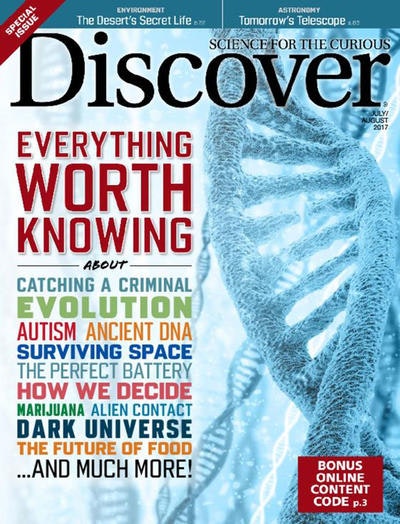 SPECIAL
ISSUE
ENVIRONMENT
The Desert's Secret Life p.22
ASTRONOMY
Tomorrow's Telescope p.63
SCIENCE FOR THE CURIOUS
Discover
JULY/
AUGUST
2017
EVERYTHING
WORTH
KNOWING
ABOUT
CATCHING A CRIMINAL
EVOLUTION
AUTISM ANCIENT DNA
SURVIVING SPACE
THE PERFECT BATTERY
HOW WE DECIDE
MARIJUANA ALIEN CONTACT
DARK UNIVERSE
THE FUTURE OF FOOD
...AND MUCH MORE!
BONUS
ONLINE
CONTENT
CODE p.3